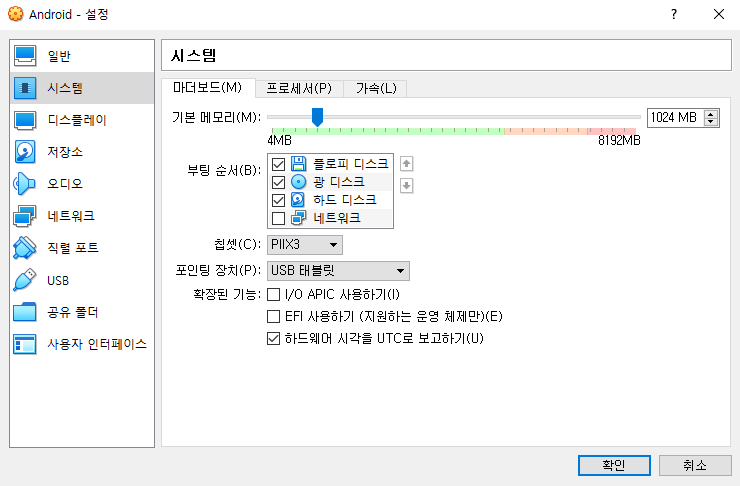 Android - 설정
일반
시스템
디스플레이
저장소
오디오
네트워크
직렬 포트
USB
공유 폴더
사용자 인터페이스
시스템
마더보드(M) 프로세서(P) 가속(L)
기본 메모리(M): 1024 MB
4MB 8192MB
부팅 순서(B): 플로피 디스크
광 디스크
하드 디스크
네트워크
칩셋(C): PIIX3
포인팅 장치(P): USB 태블릿
확장된 기능: I/O APIC 사용하기(I)
EFI 사용하기 (지원하는 운영 체제만)(E)
하드웨어 시각을 UTC로 보고하기(U)
확인 취소